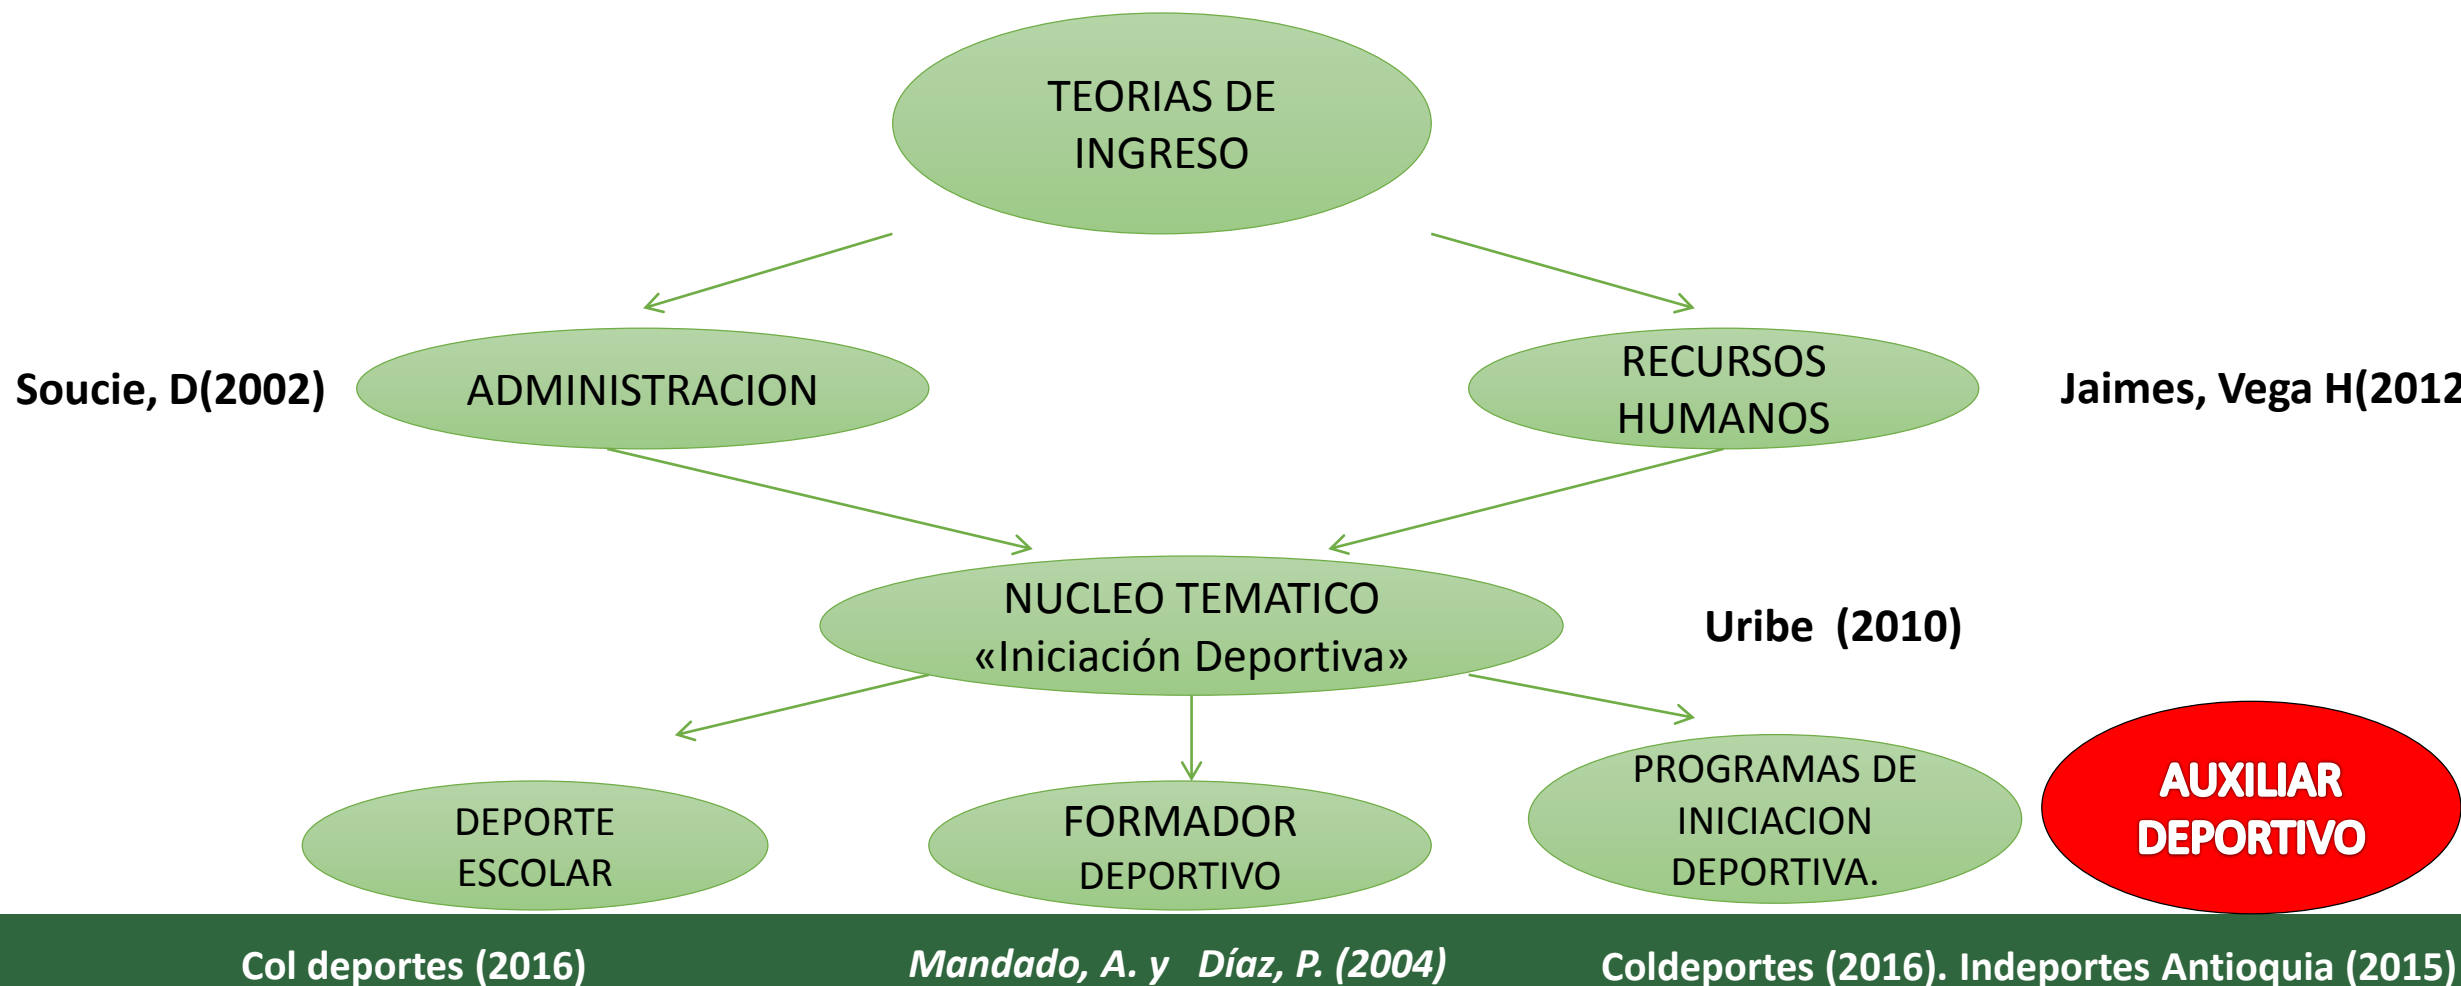 TEORIAS DE
INGRESO
Soucie, D(2002)
ADMINISTRACION
RECURSOS
HUMANOS
Jaimes, Vega H(2012
NUCLEO TEMATICO
«Iniciación Deportiva»
Uribe (2010)
DEPORTE
ESCOLAR
FORMADOR
DEPORTIVO
PROGRAMAS DE
INICIACION
DEPORTIVA.
AUXILIAR
DEPORTIVO
Col deportes (2016)
Mandado, A. y Díaz, P. (2004)
Coldeportes (2016). Indeportes Antioquia (2015)